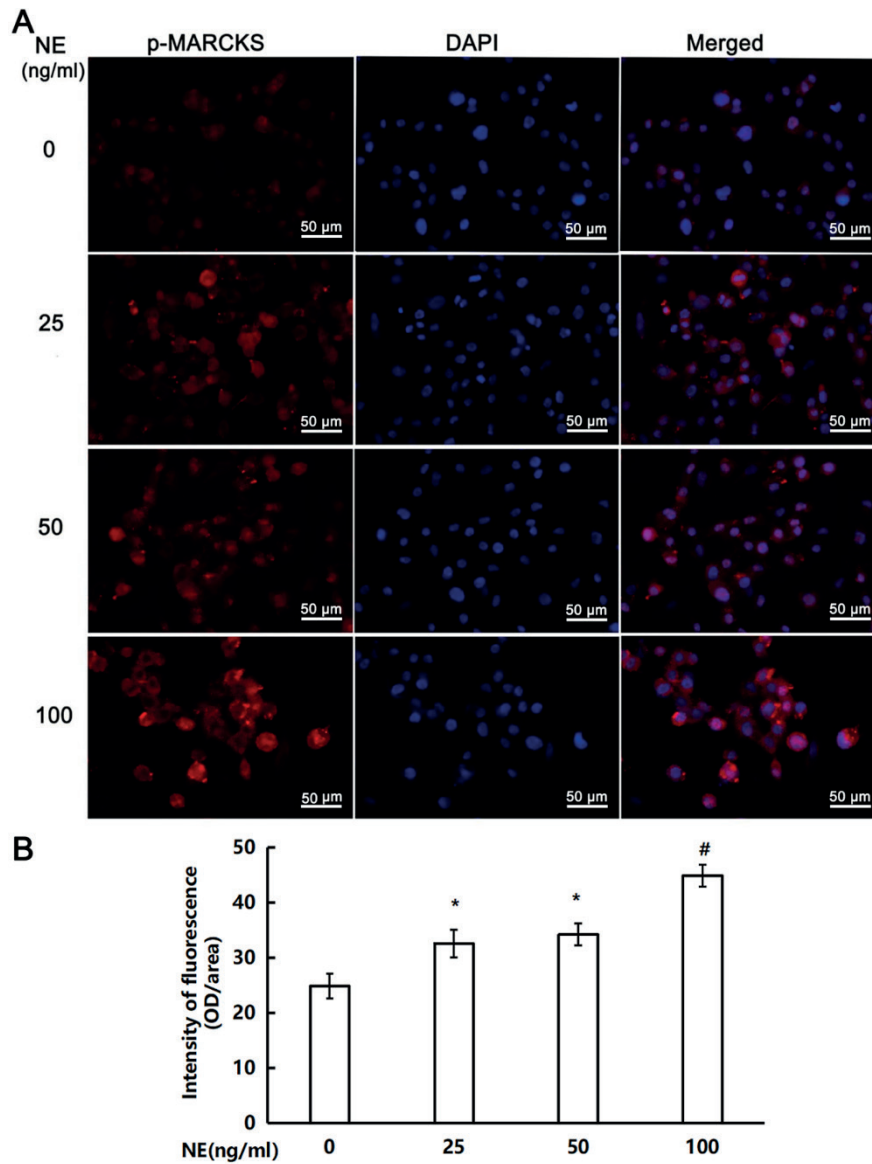 A
NE
(ng/ml)
p-MARCKS
DAPI
Merged
0
50 μm
50 μm
50 μm
25
50 μm
50 μm
50 μm
50
50 μm
50 μm
50 μm
100
50 μm
50 μm
50 μm
B
Intensity of fluorescence
(OD/area)
50
40
30
20
10
0
*
*
#
NE(ng/ml)
0
25
50
100